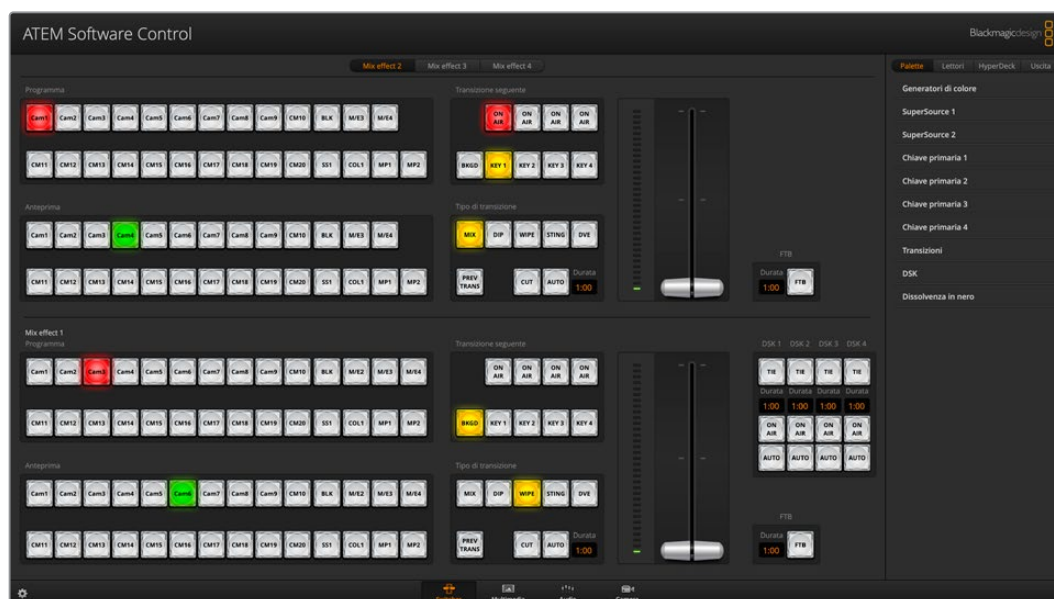 ATEM Software Control
Blackmagicdesign
Mix effect 2 Mix effect 3 Mix effect 4
Palette Lettori HyperDeck Uscita
Programma
Transizione seguente
Generatori di colore
Cam1 Cam2 Cam3 Cam4 Cam5 Cam6 Cam7 Cam8 Cam9 CM10 BLK M/E3 M/E4
ON AIR ON AIR ON AIR ON AIR
SuperSource 1
SuperSource 2
CM11 CM12 CM13 CM14 CM15 CM16 CM17 CM18 CM19 CM20 SS1 COL1 MP1 MP2
BKGD KEY 1 KEY 2 KEY 3 KEY 4
Chiave primaria 1
Chiave primaria 2
Chiave primaria 3
Anteprima
Tipo di transizione
Chiave primaria 4
Cam1 Cam2 Cam3 Cam4 Cam5 Cam6 Cam7 Cam8 Cam9 CM10 BLK M/E3 M/E4
MIX DIP WIPE STING DVE
Transizioni
FTB
DSK
CM11 CM12 CM13 CM14 CM15 CM16 CM17 CM18 CM19 CM20 SS1 COL1 MP1 MP2
PREV TRANS CUT AUTO Durata 1:00
Durata 1:00 FTB
Dissolvenza in nero
Mix effect 1
Programma
Transizione seguente
DSK 1 DSK 2 DSK 3 DSK 4
Cam1 Cam2 Cam3 Cam4 Cam5 Cam6 Cam7 Cam8 Cam9 CM10 BLK M/E2 M/E3 M/E4
ON AIR ON AIR ON AIR ON AIR
TIE TIE TIE TIE
Durata Durata Durata Durata
1:00 1:00 1:00 1:00
CM11 CM12 CM13 CM14 CM15 CM16 CM17 CM18 CM19 CM20 SS1 COL1 MP1 MP2
BKGD KEY 1 KEY 2 KEY 3 KEY 4
ON AIR ON AIR ON AIR ON AIR
AUTO AUTO AUTO AUTO
Anteprima
Tipo di transizione
Cam1 Cam2 Cam3 Cam4 Cam5 Cam6 Cam7 Cam8 Cam9 CM10 BLK M/E2 M/E3 M/E4
MIX DIP WIPE STING DVE
FTB
CM11 CM12 CM13 CM14 CM15 CM16 CM17 CM18 CM19 CM20 SS1 COL1 MP1 MP2
PREV TRANS CUT AUTO Durata 1:00
Durata 1:00 FTB